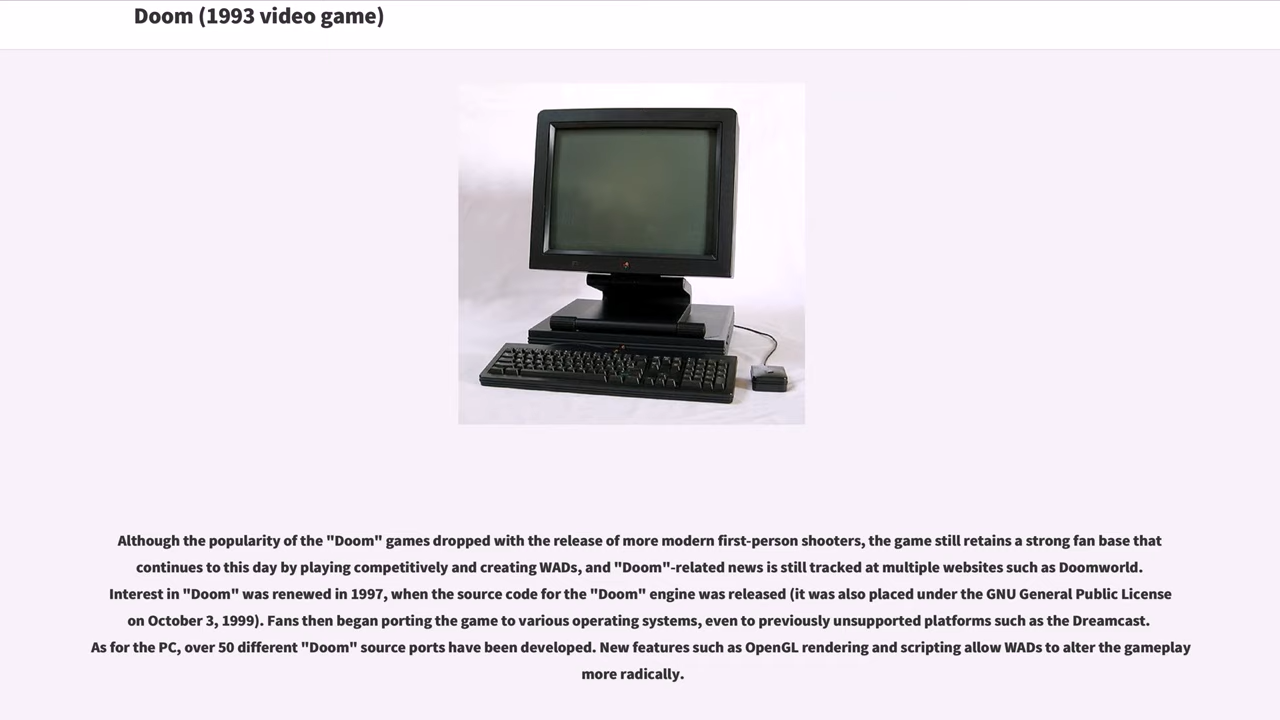 Doom (1993 video game)
Although the popularity of the "Doom" games dropped with the release of more modern first-person shooters, the game still retains a strong fan base that
continues to this day by playing competitively and creating WADs, and "Doom"-related news is still tracked at multiple websites such as Doomworld.
Interest in "Doom" was renewed in 1997, when the source code for the "Doom" engine was released (it was also placed under the GNU General Public License
on October 3, 1999). Fans then began porting the game to various operating systems, even to previously unsupported platforms such as the Dreamcast.
As for the PC, over 50 different "Doom" source ports have been developed. New features such as OpenGL rendering and scripting allow WADs to alter the gameplay
more radically.